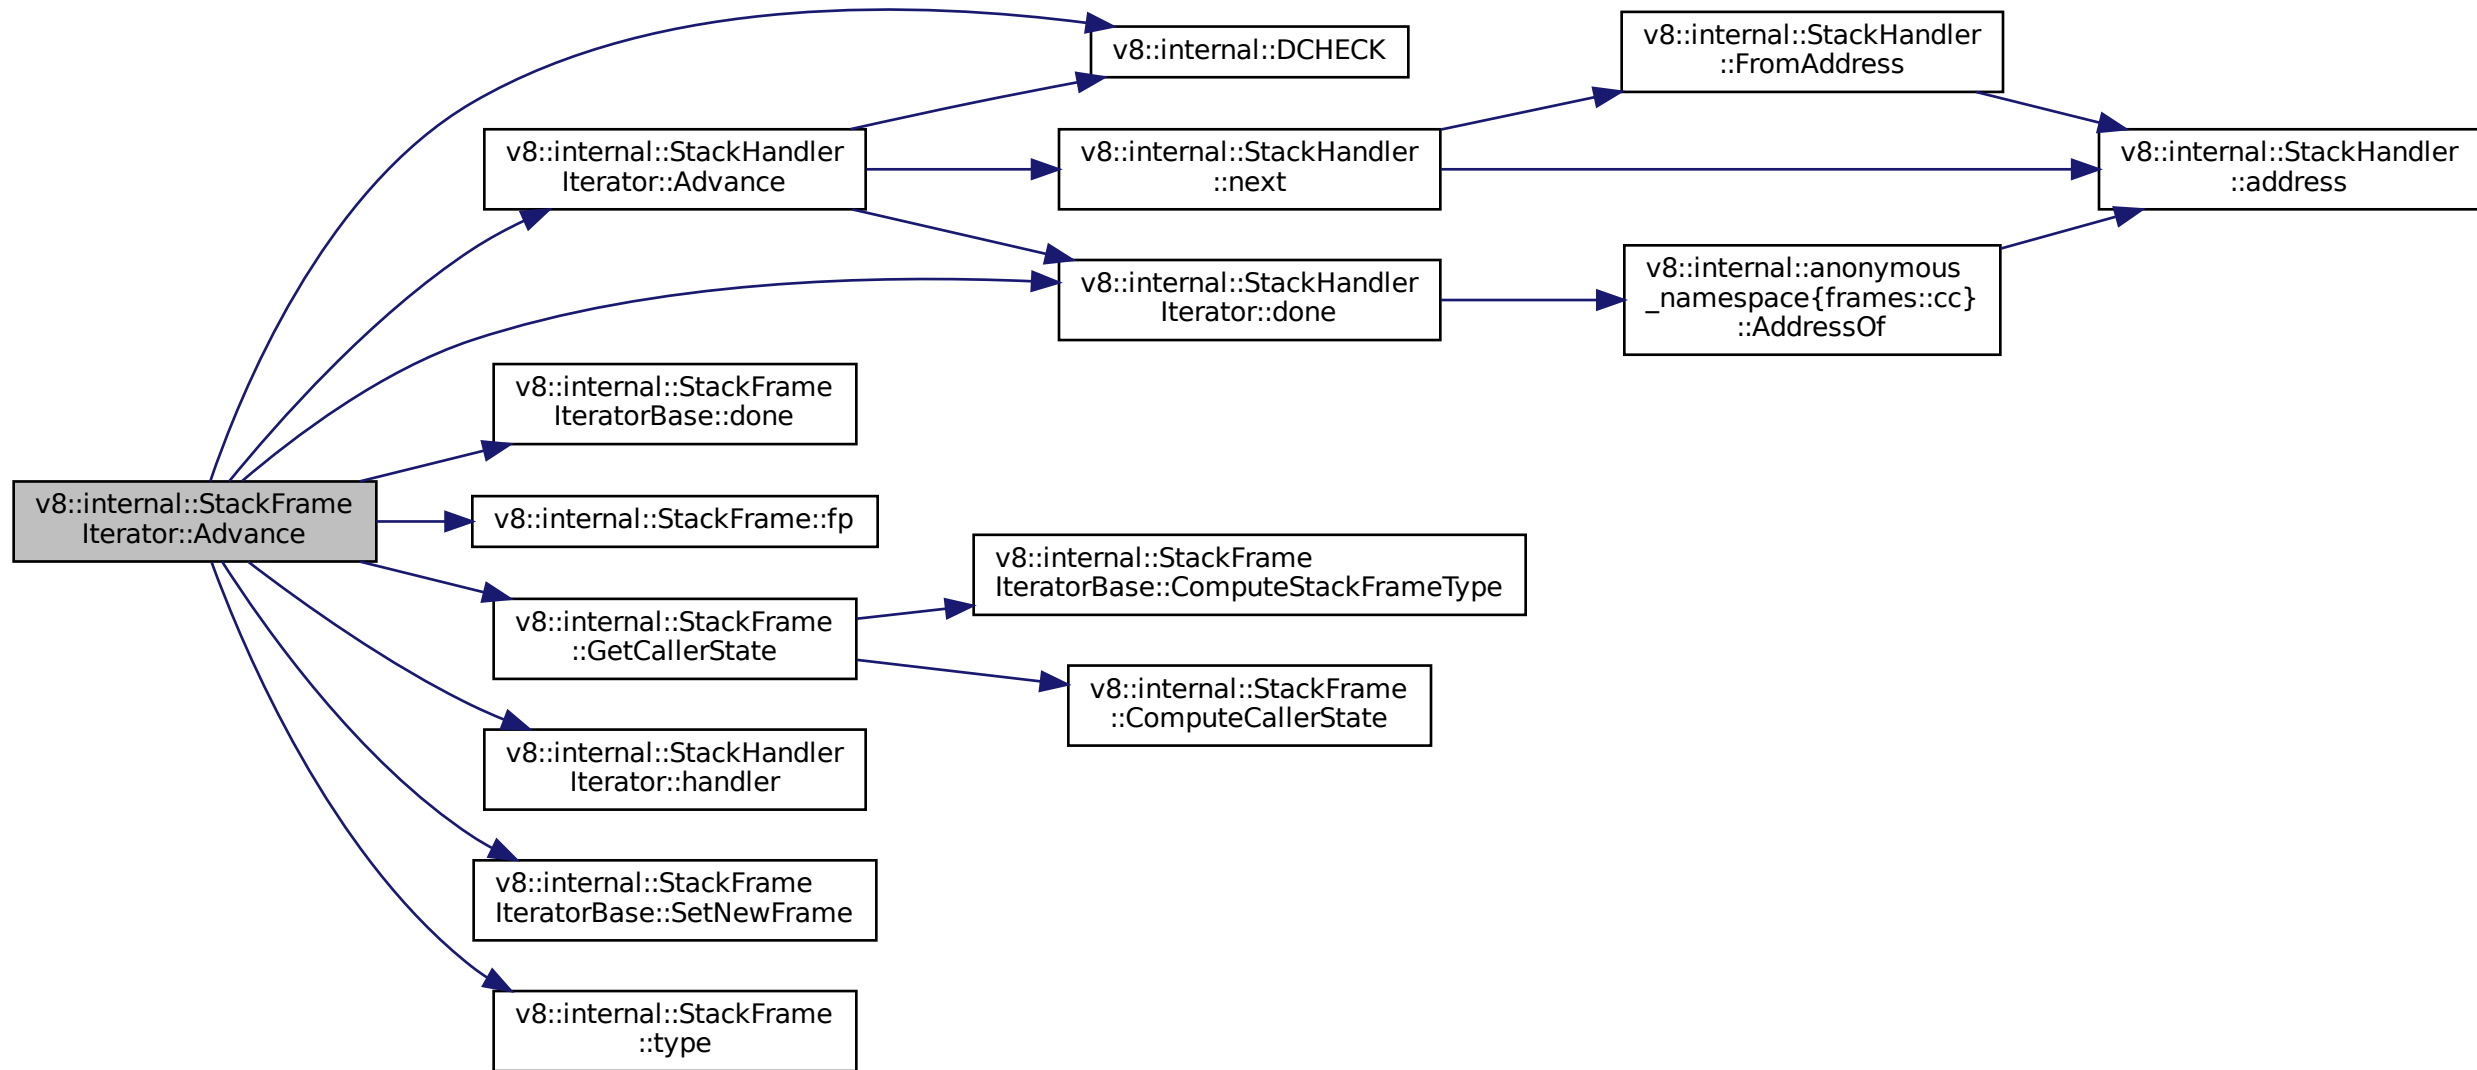 v8::internal::StackFrame
Iterator::Advance
v8::internal::DCHECK
v8::internal::StackHandler
Iterator::Advance
v8::internal::StackHandler
::next
v8::internal::StackHandler
::FromAddress
v8::internal::StackHandler
::address
v8::internal::StackHandler
Iterator::done
v8::internal::anonymous
_namespace{frames::cc}
::AddressOf
v8::internal::StackFrame
IteratorBase::done
v8::internal::StackFrame::fp
v8::internal::StackFrame
::GetCallerState
v8::internal::StackFrame
IteratorBase::ComputeStackFrameType
v8::internal::StackFrame
::ComputeCallerState
v8::internal::StackHandler
Iterator::handler
v8::internal::StackFrame
IteratorBase::SetNewFrame
v8::internal::StackFrame
::type